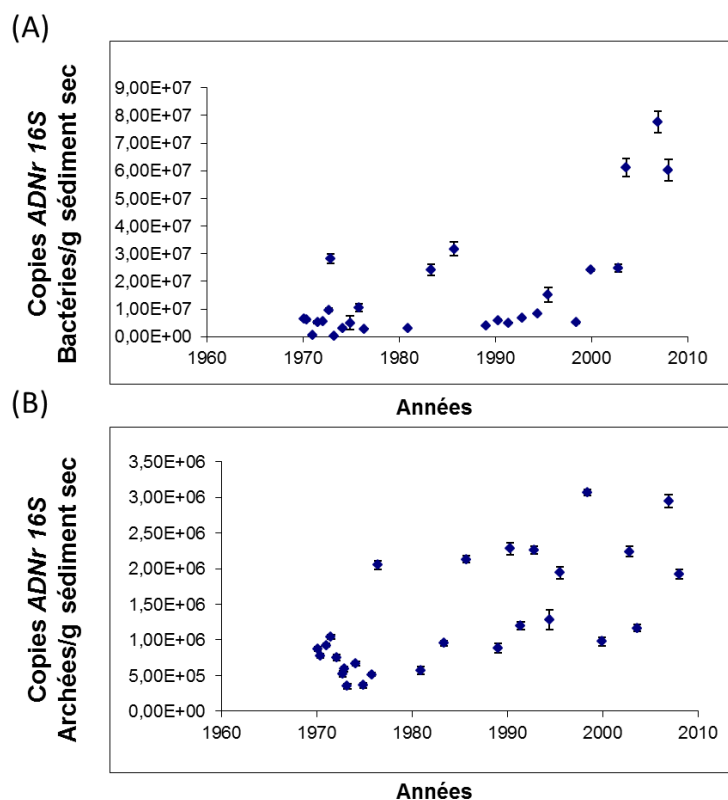 (A)
Copies ADNr 16S
Bactéries/g sédiment sec
9,00E+07
8,00E+07
7,00E+07
6,00E+07
5,00E+07
4,00E+07
3,00E+07
2,00E+07
1,00E+07
0,00E+00
1960 1970 1980 1990 2000 2010
Années
(B)
Copies ADNr 16S
Archées/g sédiment sec
3,50E+06
3,00E+06
2,50E+06
2,00E+06
1,50E+06
1,00E+06
5,00E+05
0,00E+00
1960 1970 1980 1990 2000 2010
Années